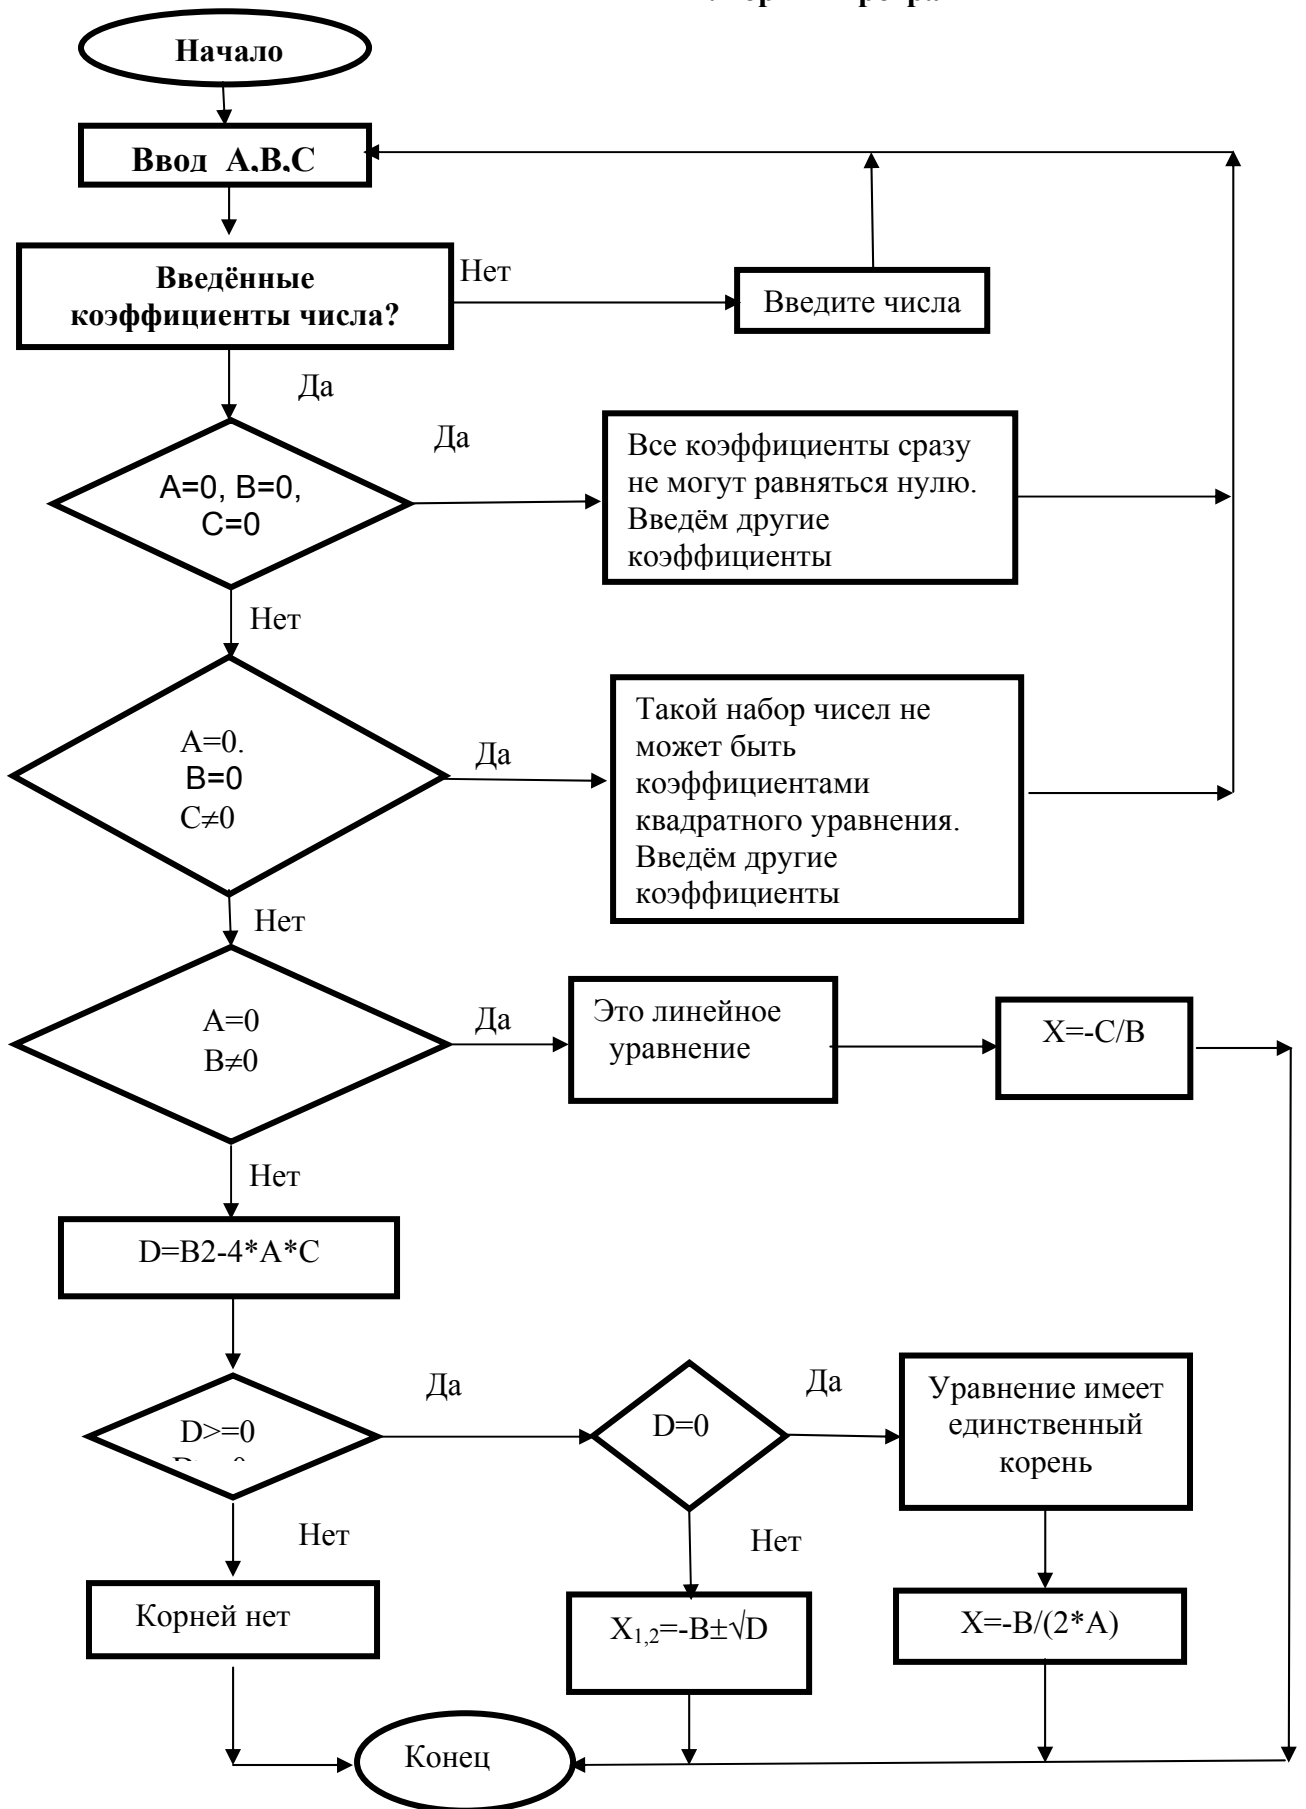 Начало
Ввод A,B,C
Введённые
коэффициенты числа?
Нет
Введите числа
Да
A=0, B=0,
C=0
Да
Все коэффициенты сразу
не могут равняться нулю.
Введём другие
коэффициенты
Нет
A=0.
B=0
C≠0
Да
Такой набор чисел не
может быть
коэффициентами
квадратного уравнения.
Введём другие
коэффициенты
Нет
A=0
B≠0
Да
Это линейное
уравнение
X=-C/B
Нет
D=B2-4*A*C
D>=0
Да
D=0
Да
Уравнение имеет
единственный
корень
Нет
Нет
Корней нет
X1,2=-B±√D
X=-B/(2*A)
Конец